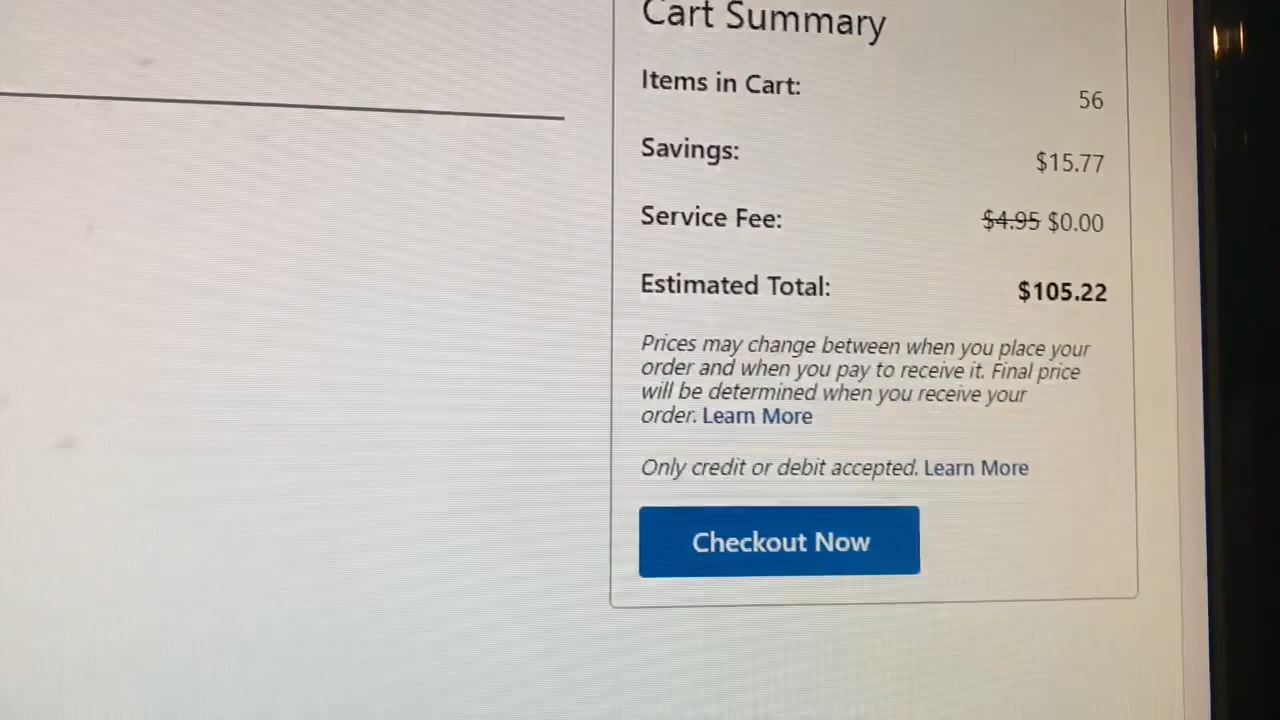 Cart Summary
Items in Cart: 56
Savings: $15.77
Service Fee: $4.95 $0.00
Estimated Total: $105.22
Prices may change between when you place your
order and when you pay to receive it. Final price
will be determined when you receive your
order. Learn More
Only credit or debit accepted. Learn More
Checkout Now